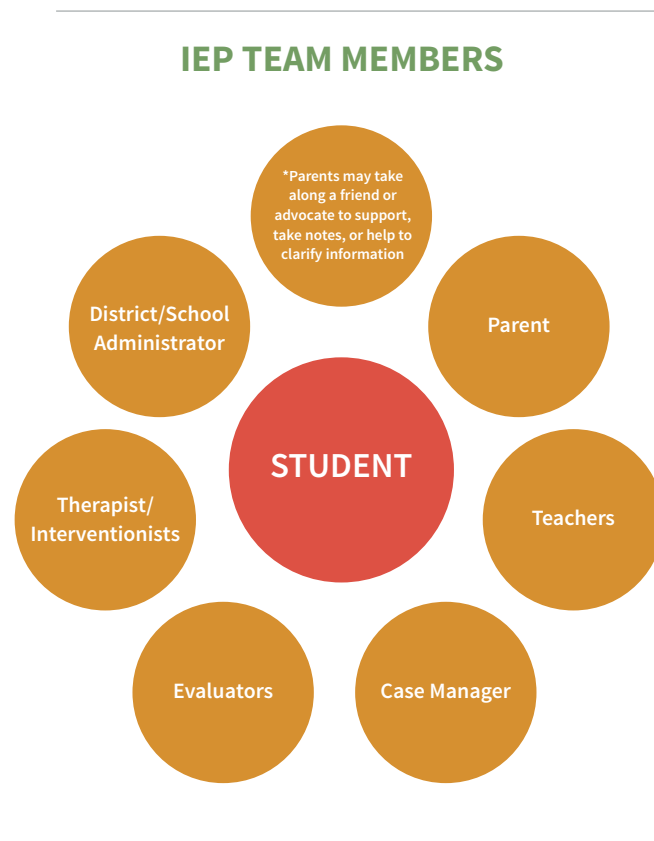 IEP TEAM MEMBERS
*Parents may take
along a friend or
advocate to support,
take notes, or help to
clarify information
District/School
Administrator
Parent
STUDENT
Therapist/
Interventionists
Teachers
Evaluators
Case Manager